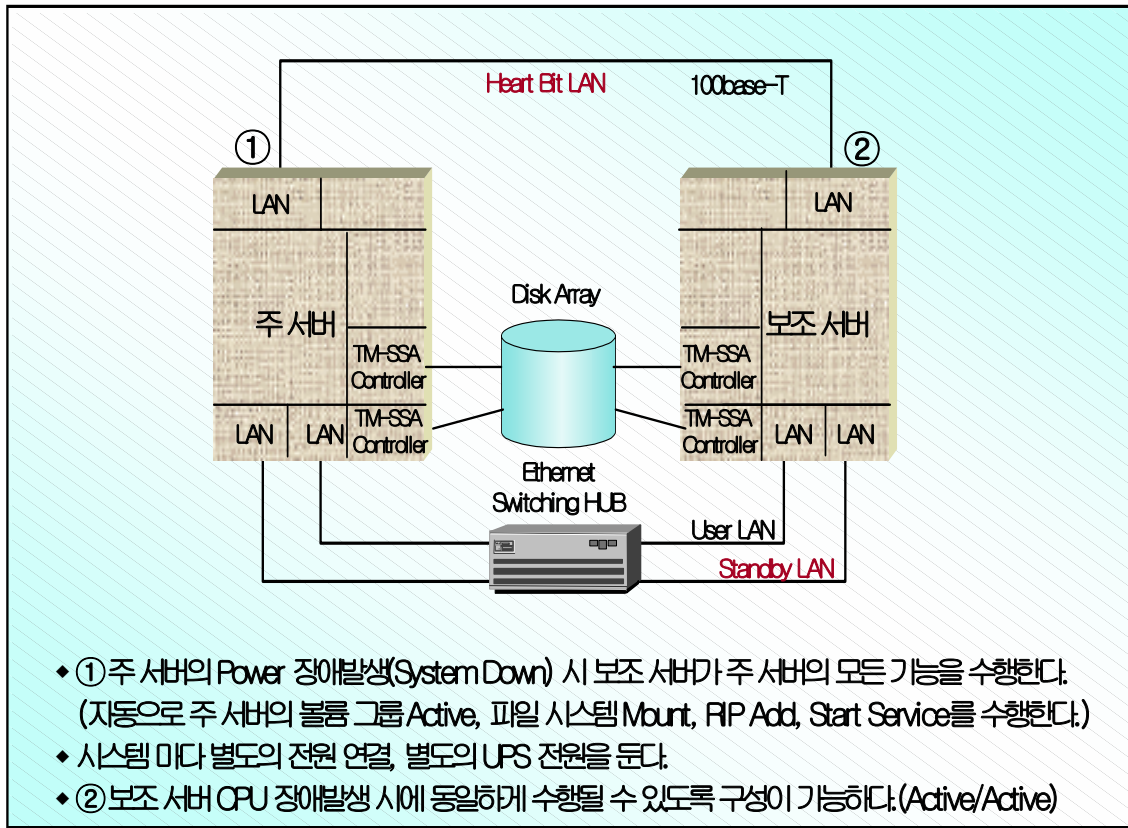 Heart Bit LAN
100base-T
①
②
LAN
LAN
Disk Array
주 서버
보조 서버
TM-SSA
Controller
TM-SSA
Controller
TM-SSA
Controller
TM-SSA
Controller
LAN
LAN
LAN
LAN
Ethernet
Switching HUB
User LAN
Standby LAN
◆ ① 주 서버의 Power 장애발생(System Down) 시 보조 서버가 주 서버의 모든 기능을 수행한다.
(자동으로 주 서버의 볼륨 그룹 Active, 파일 시스템 Mount, RIP Add, Start Service를 수행한다.)
◆ 시스템 마다 별도의 전원 연결, 별도의 UPS 전원을 둔다.
◆ ② 보조 서버 CPU 장애발생 시에 동일하게 수행될 수 있도록 구성이 가능하다.(Active/Active)